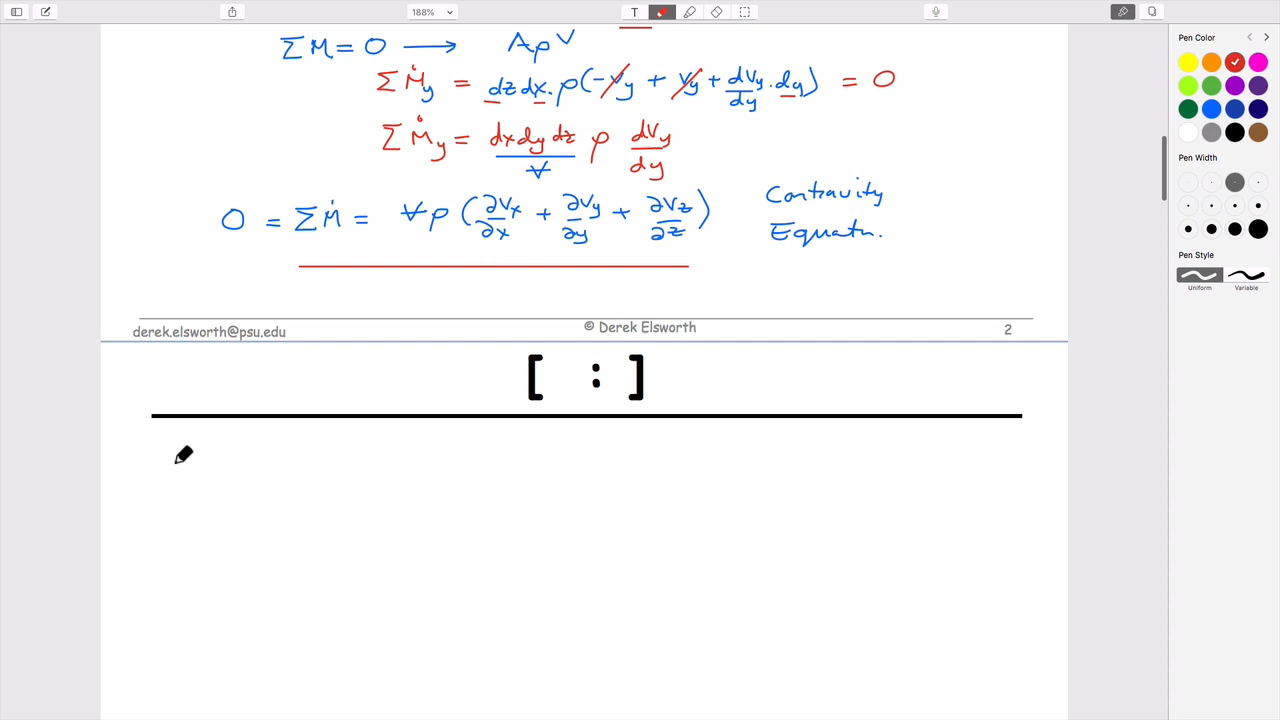 188%
T
Pen Color
ΣṀ = 0 ⟶ AρV
ΣṀy = dz dx · ρ(-vy + vy + dvy/dy · dy) = 0
ΣṀy = dx dy dz ρ dvy/dy
V
0 = ΣṀ = Vρ (∂vx/∂x + ∂vy/∂y + ∂vz/∂z)
Continuity
Equatn.
Pen Width
Pen Style
Uniform Variable
derek.elsworth@psu.edu © Derek Elsworth 2
[ : ]